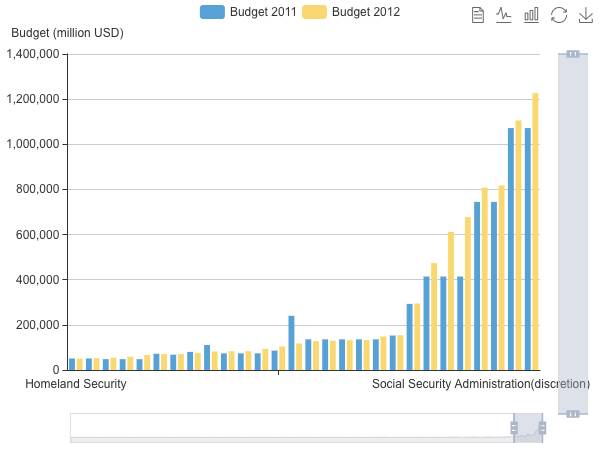 Budget 2011 Budget 2012
Budget (million USD)
1,400,000
1,200,000
1,000,000
800,000
600,000
400,000
200,000
0
Homeland Security Social Security Administration(discretion)